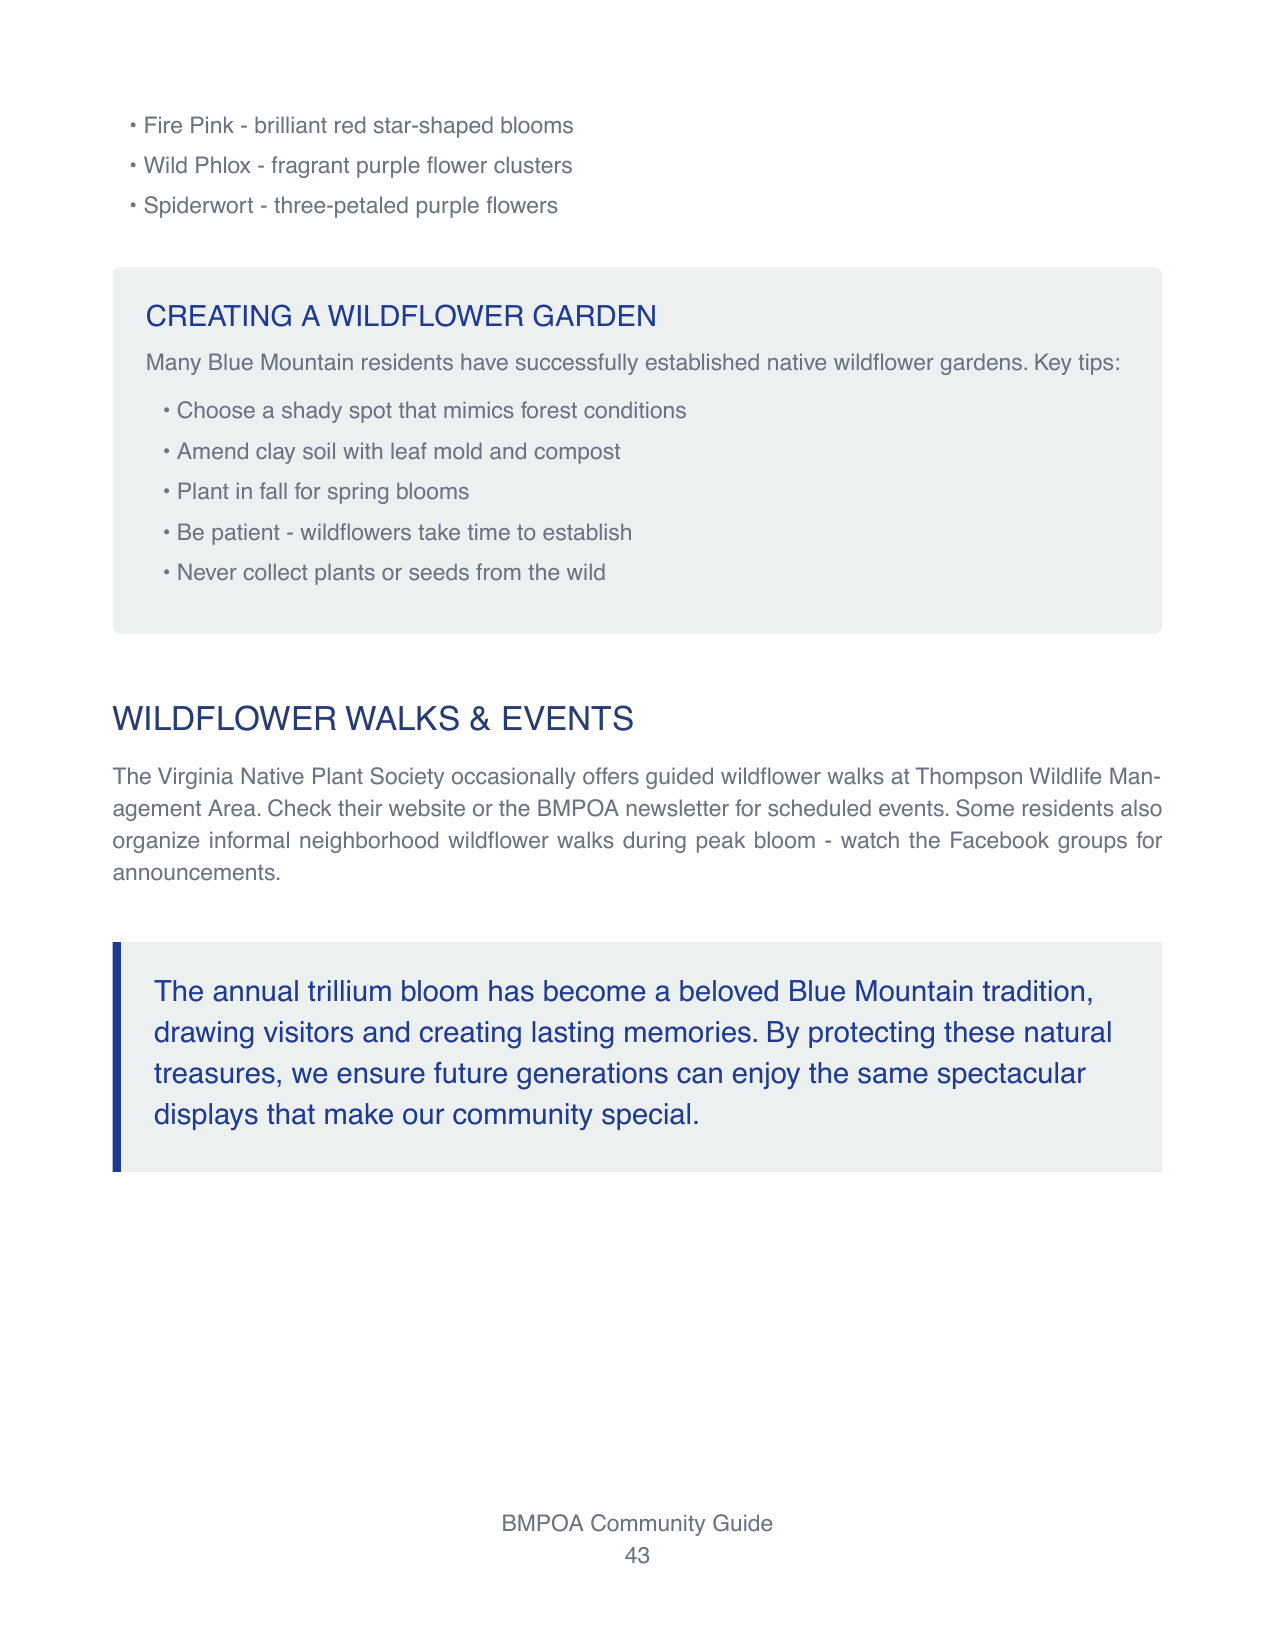 • Fire Pink - brilliant red star-shaped blooms
• Wild Phlox - fragrant purple flower clusters
• Spiderwort - three-petaled purple flowers
CREATING A WILDFLOWER GARDEN
Many Blue Mountain residents have successfully established native wildflower gardens. Key tips:
• Choose a shady spot that mimics forest conditions
• Amend clay soil with leaf mold and compost
• Plant in fall for spring blooms
• Be patient - wildflowers take time to establish
• Never collect plants or seeds from the wild
WILDFLOWER WALKS & EVENTS
The Virginia Native Plant Society occasionally offers guided wildflower walks at Thompson Wildlife Man-
agement Area. Check their website or the BMPOA newsletter for scheduled events. Some residents also
organize informal neighborhood wildflower walks during peak bloom - watch the Facebook groups for
announcements.
The annual trillium bloom has become a beloved Blue Mountain tradition,
drawing visitors and creating lasting memories. By protecting these natural
treasures, we ensure future generations can enjoy the same spectacular
displays that make our community special.
BMPOA Community Guide
43